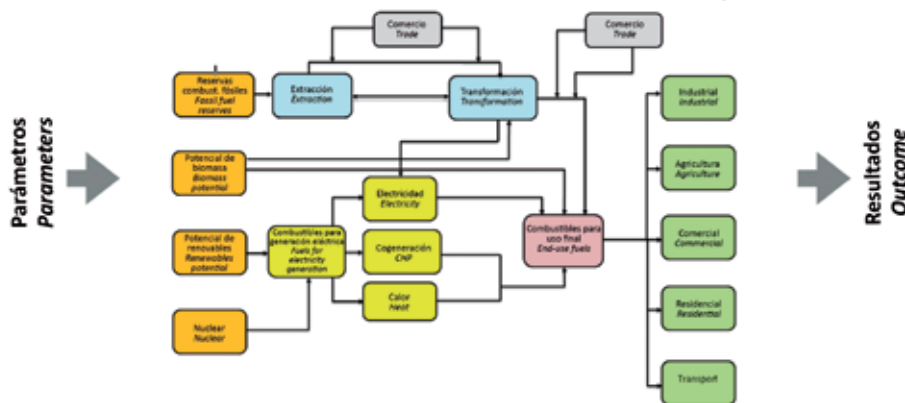 Parámetros
Parameters
Comercio
Trade
Comercio
Trade
Reservas
combust. fósiles
Fossil fuel
reserves
Extracción
Extraction
Transformación
Transformation
Industrial
Industrial
Potencial de
biomasa
Biomass
potential
Electricidad
Electricity
Agricultura
Agriculture
Potencial de
renovables
Renewables
potential
Combustibles para
generación eléctrica
Fuels for
electricity
generation
Cogeneración
CHP
Combustibles para
uso final
End-use fuels
Comercial
Commercial
Calor
Heat
Residencial
Residential
Nuclear
Nuclear
Transport
Resultados
Outcome